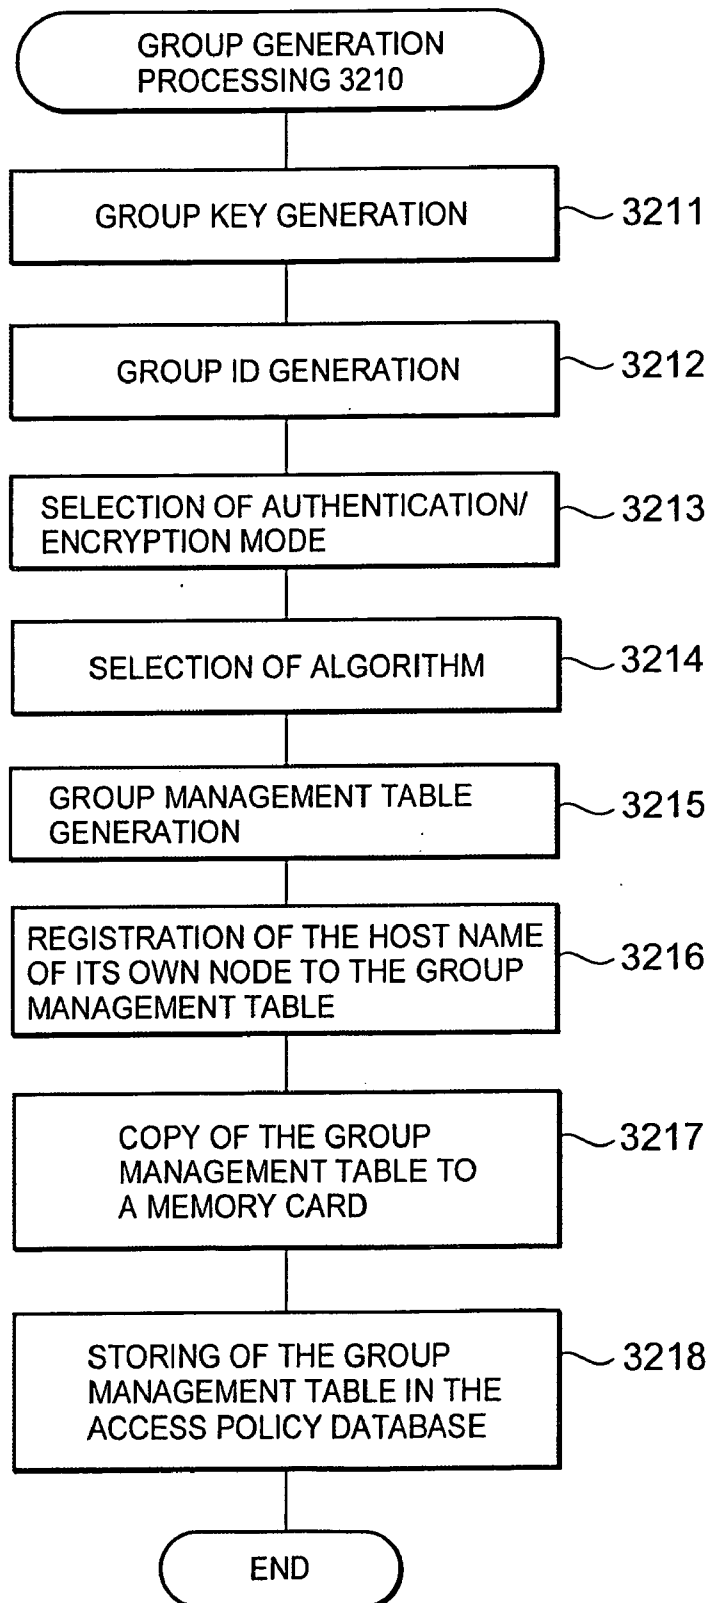 GROUP GENERATION
PROCESSING 3210
GROUP KEY GENERATION
3211
GROUP ID GENERATION
3212
SELECTION OF AUTHENTICATION/
ENCRYPTION MODE
3213
SELECTION OF ALGORITHM
3214
GROUP MANAGEMENT TABLE
GENERATION
3215
REGISTRATION OF THE HOST NAME
OF ITS OWN NODE TO THE GROUP
MANAGEMENT TABLE
3216
COPY OF THE GROUP
MANAGEMENT TABLE TO
A MEMORY CARD
3217
STORING OF THE GROUP
MANAGEMENT TABLE IN THE
ACCESS POLICY DATABASE
3218
END